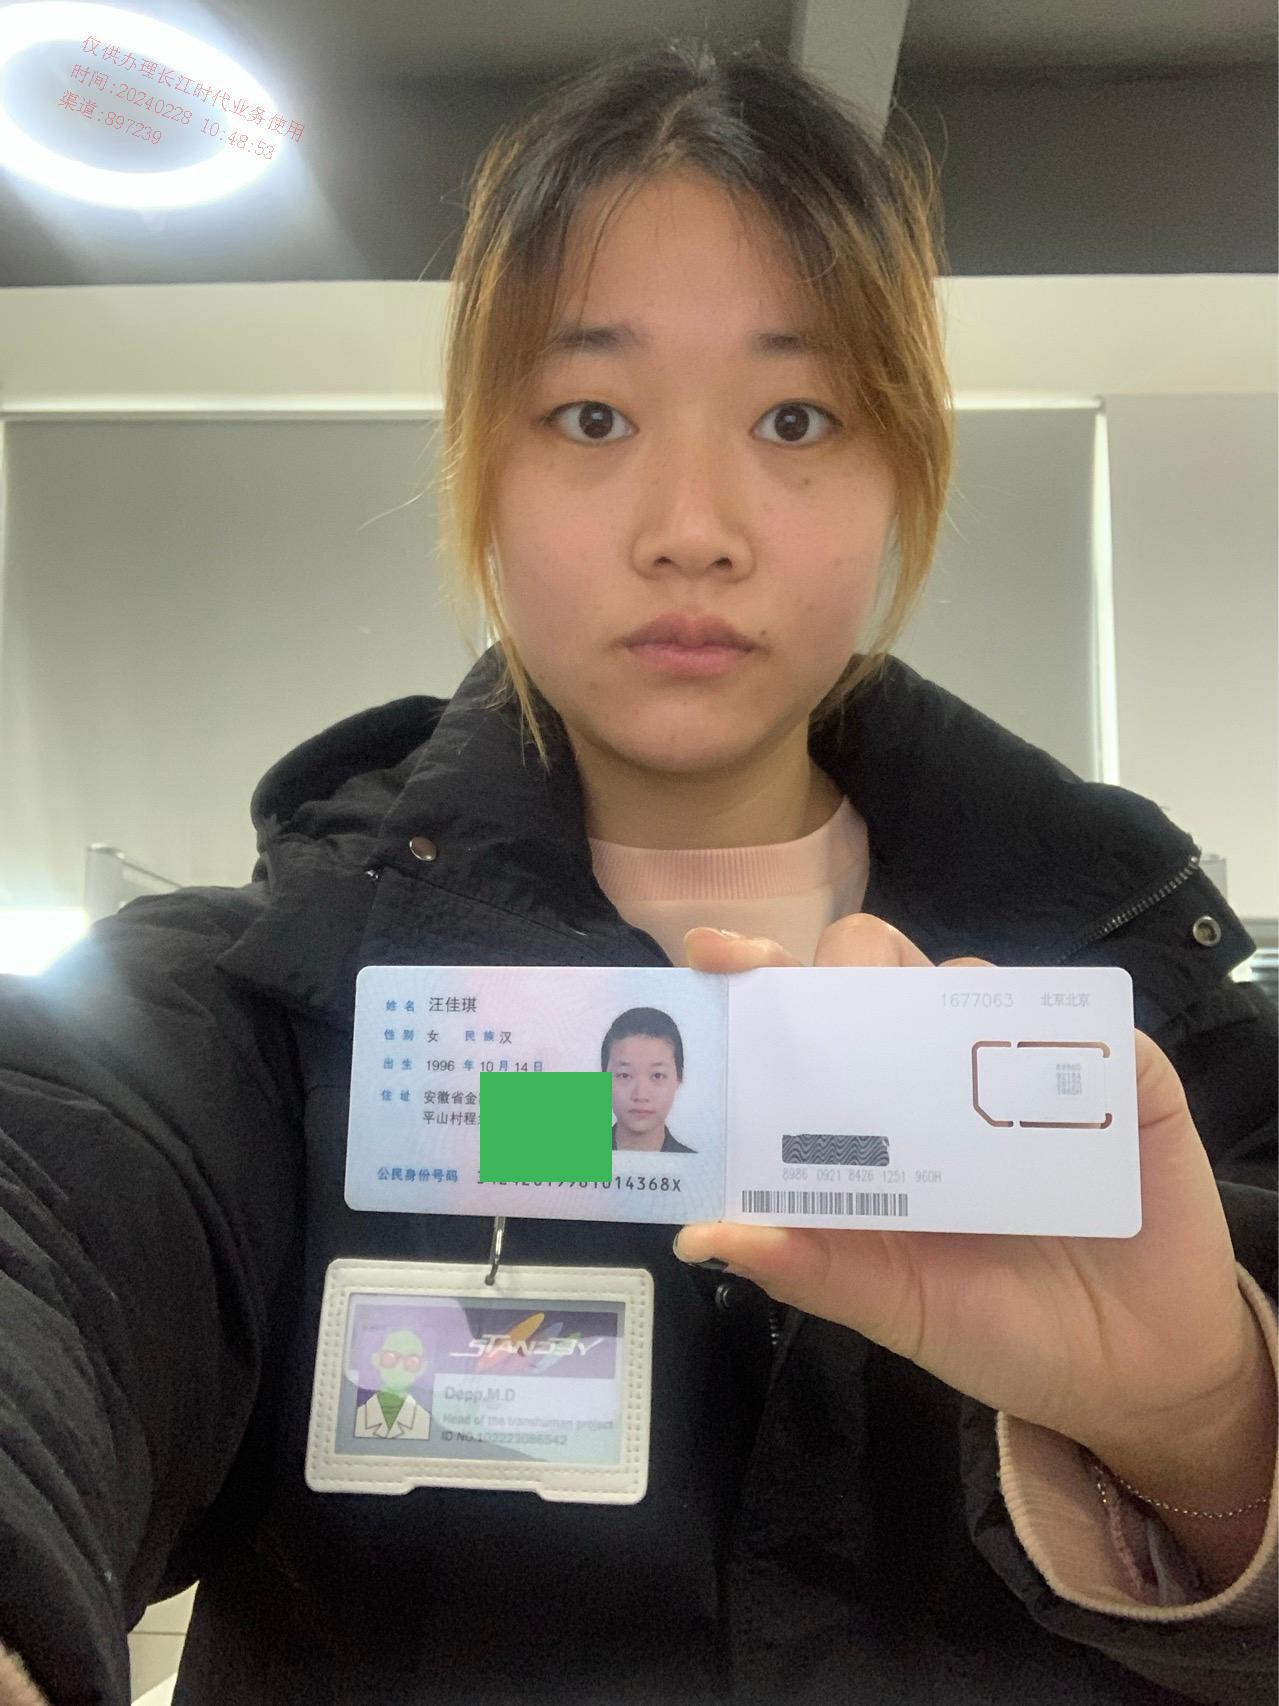 仅供办理长江时代业务使用
时间:20240228 10:48:53
渠道:897239
姓名 汪佳琪
性别 女 民族 汉
出生 1996 年 10 月 14 日
住址 安徽省金
平山村程
公民身份号码
1677063 北京北京
8986 0921 8426 1251 960H
STANDBY
Depp,M.D
Head of the transhuman project
ID NO.102223086542